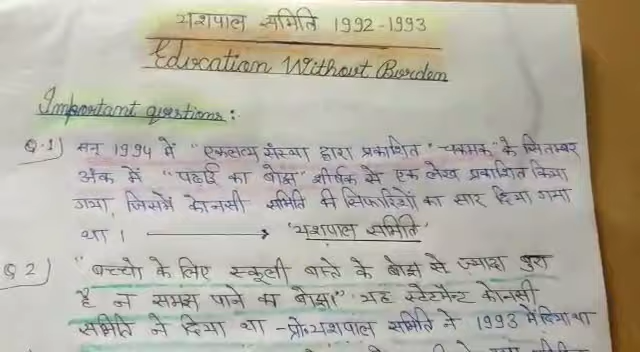 यशपाल समिति 1992-1993
Education Without Burden
Important questions:
Q.1) सन 1994 में "एकलव्य संस्था द्वारा प्रकाशित "चकमक" के सितम्बर
अंक में "पढ़ाई का बोझ" शीर्षक से एक लेख प्रकाशित किया
गया, जिसमें कोनसी समिति की सिफारिशों का सार दिया गया
था। → 'यशपाल समिति'
Q 2) "बच्चो के लिए स्कूली बास्ते के बोझ से ज्यादा बुरा
है न समझ पाने का बोझ।" यह स्टेटमैन्ट कोनसी
समिति ने दिया था - प्रो॰ यशपाल समिति ने 1993 में दिया था